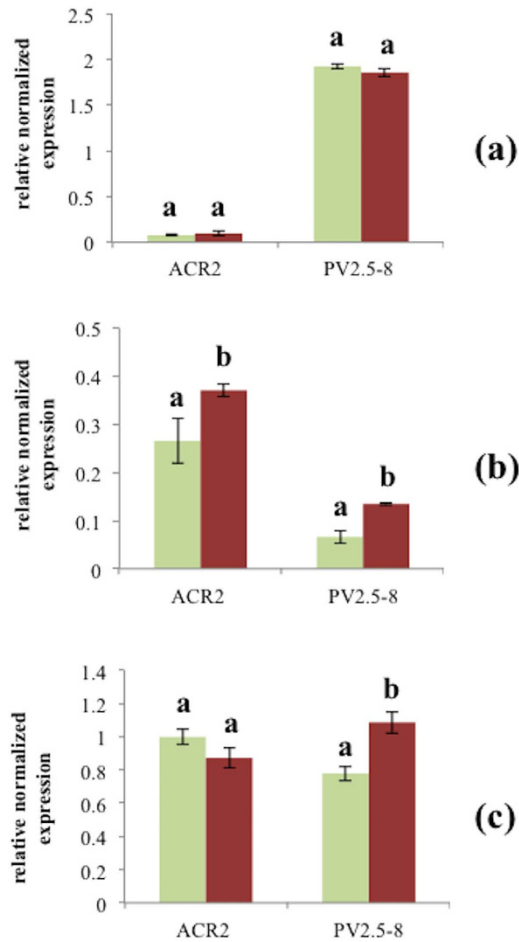 relative normalized
expression
2.5
2
1.5
1
0.5
0
a a
a a
ACR2 PV2.5-8
(a)
relative normalized
expression
0.5
0.4
0.3
0.2
0.1
0
a b
a b
ACR2 PV2.5-8
(b)
relative normalized
expression
1.4
1.2
1
0.8
0.6
0.4
0.2
0
a a
a b
ACR2 PV2.5-8
(c)